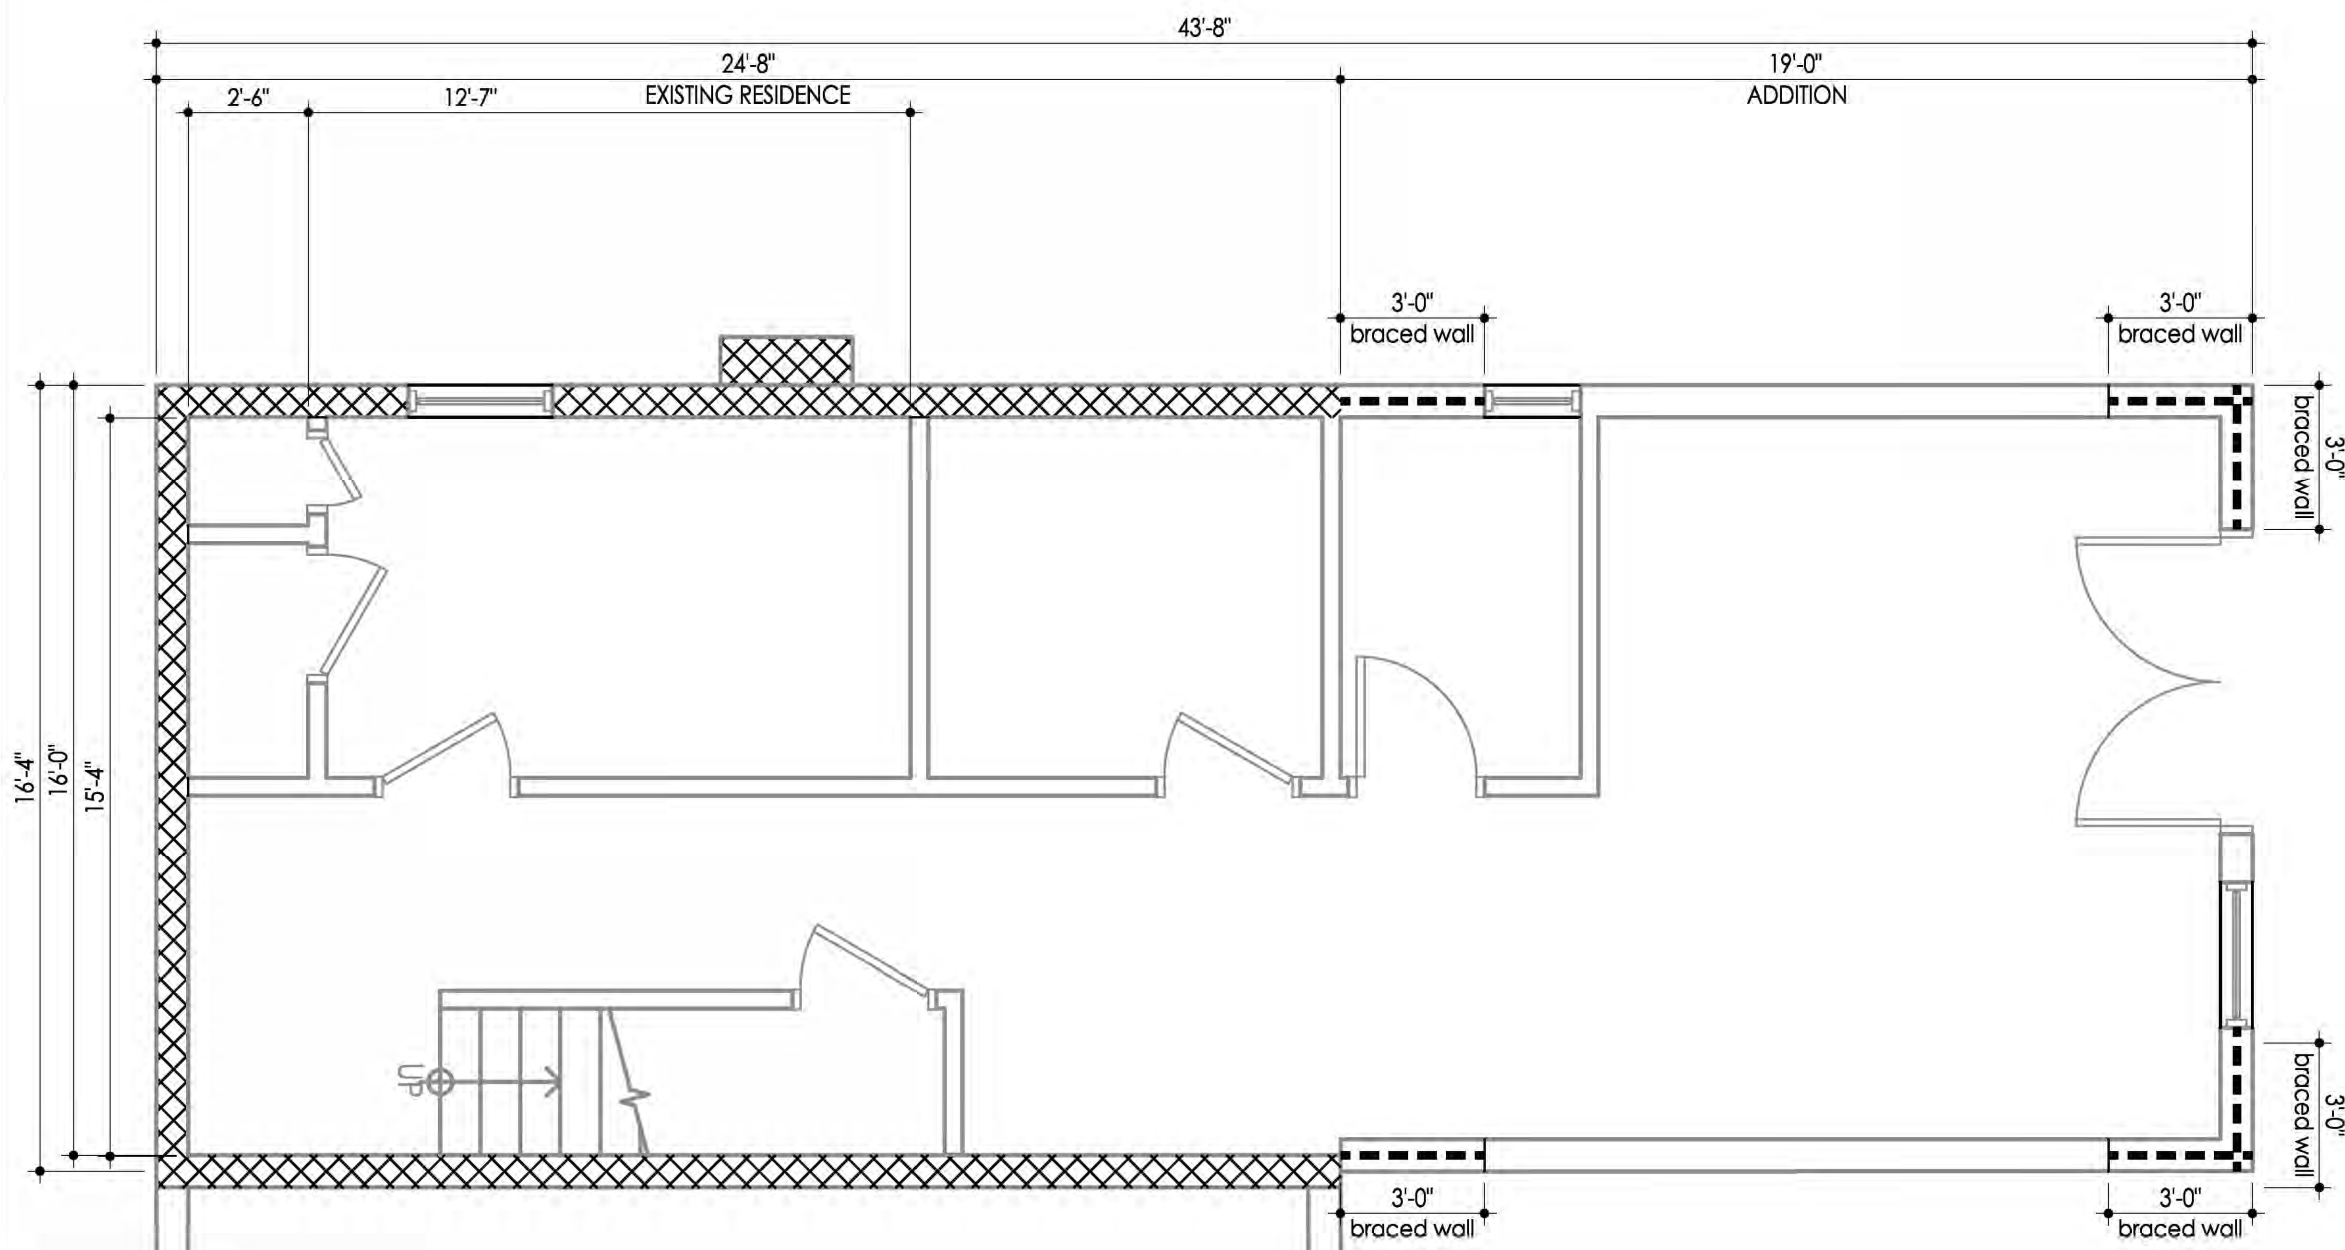 43'-8"
24'-8"
19'-0"
2'-6"
12'-7"
EXISTING RESIDENCE
ADDITION
3'-0"
braced wall
3'-0"
braced wall
3'-0"
braced wall
16'-4"
16'-0"
15'-4"
UP
3'-0"
braced wall
3'-0"
braced wall
3'-0"
braced wall